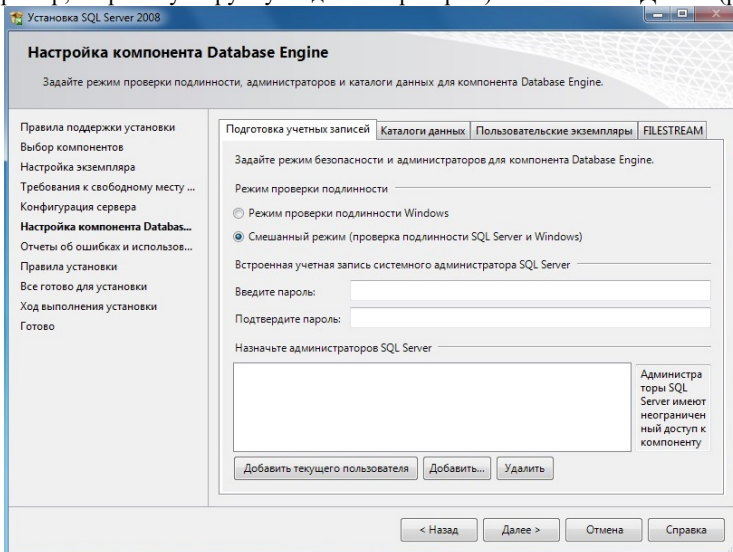 Установка SQL Server 2008
Настройка компонента Database Engine
Задайте режим проверки подлинности, администраторов и каталоги данных для компонента Database Engine.
Правила поддержки установки
Выбор компонентов
Настройка экземпляра
Требования к свободному месту ...
Конфигурация сервера
Настройка компонента Databas...
Отчеты об ошибках и использов...
Правила установки
Все готово для установки
Ход выполнения установки
Готово
Подготовка учетных записей Каталоги данных Пользовательские экземпляры FILESTREAM
Задайте режим безопасности и администраторов для компонента Database Engine.
Режим проверки подлинности
Режим проверки подлинности Windows
Смешанный режим (проверка подлинности SQL Server и Windows)
Встроенная учетная запись системного администратора SQL Server
Введите пароль:
Подтвердите пароль:
Назначьте администраторов SQL Server
Администра
торы SQL
Server имеют
неограничен
ный доступ к
компоненту
Добавить текущего пользователя Добавить... Удалить
< Назад Далее > Отмена Справка